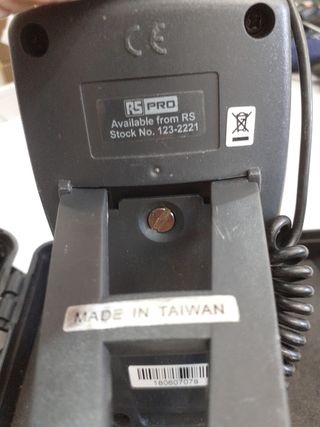 CE
RS PRO
Available from RS
Stock No. 123-2221
MADE IN TAIWAN
180607078